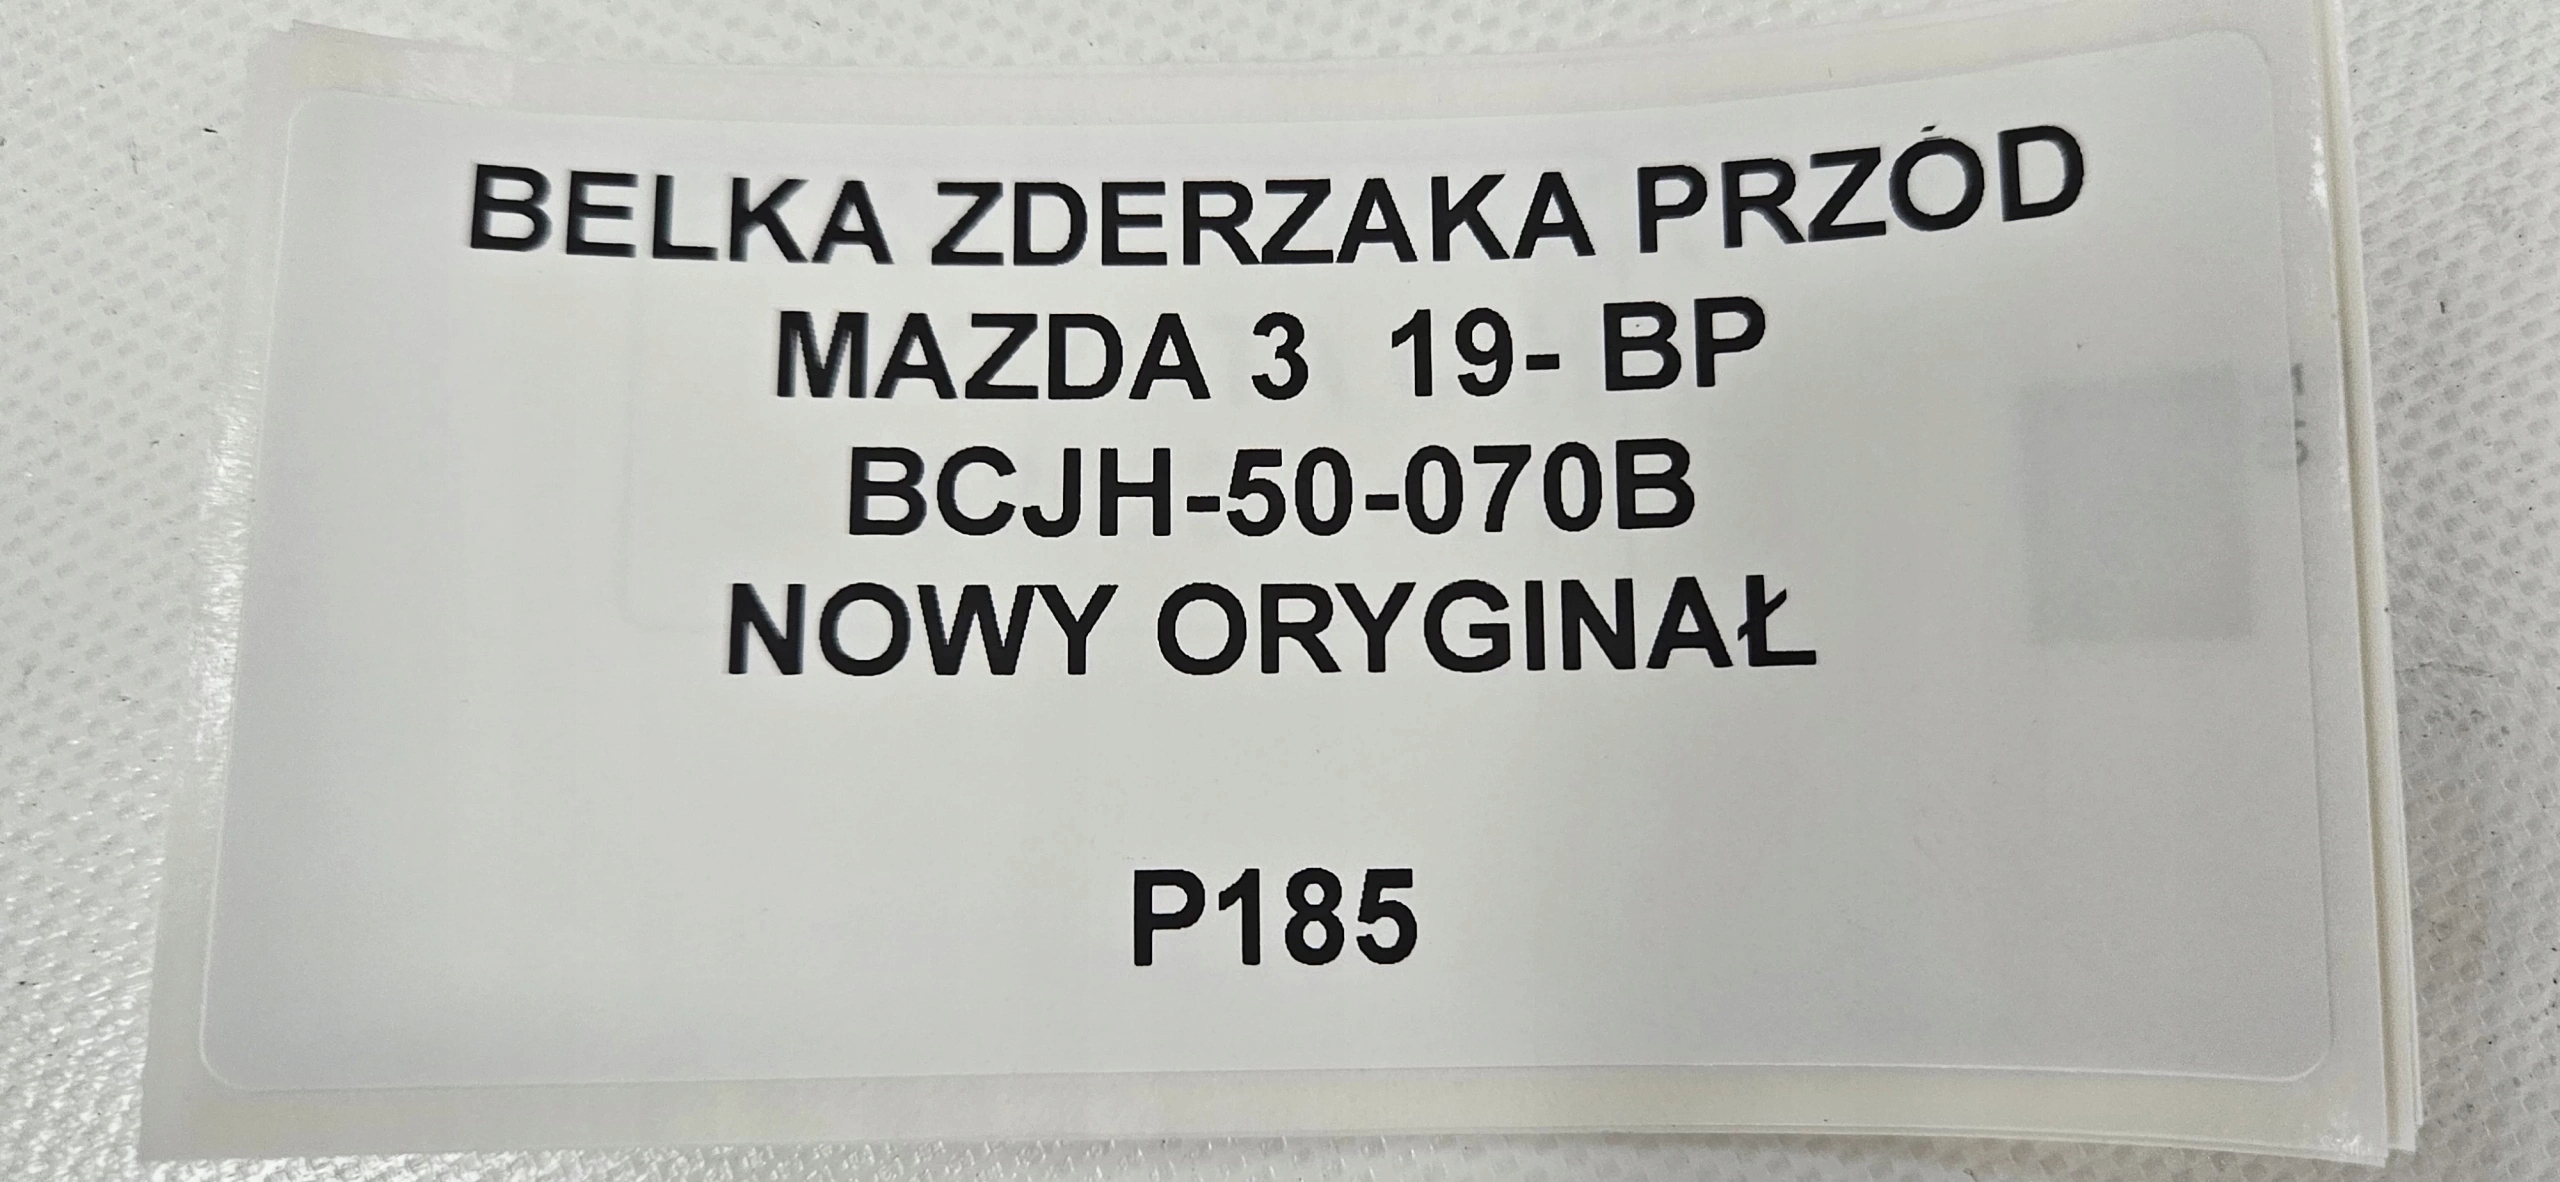 BELKA ZDERZAKA PRZÓD
MAZDA 3  19- BP
BCJH-50-070B
NOWY ORYGINAŁ
P185